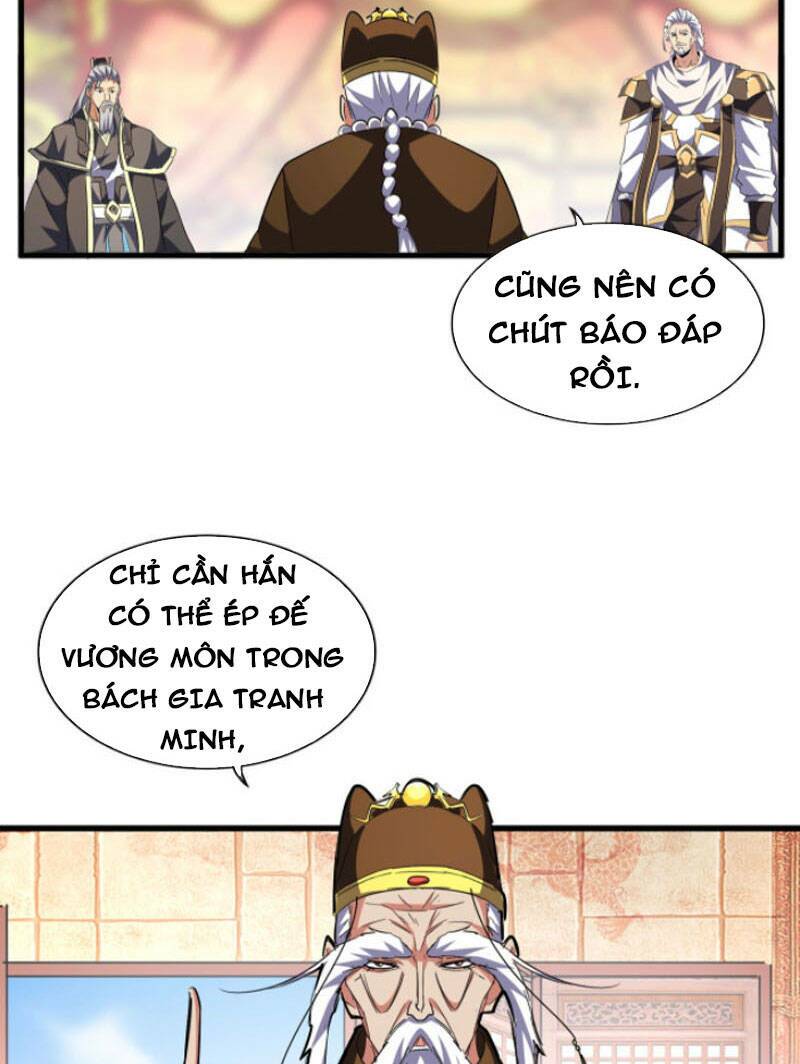 CŨNG NÊN CÓ
CHÚT BÁO ĐÁP
RỒI.
CHỈ CẦN HẮN
CÓ THỂ ÉP ĐẾ
VƯƠNG MÔN TRONG
BÁCH GIA TRANH
MINH,